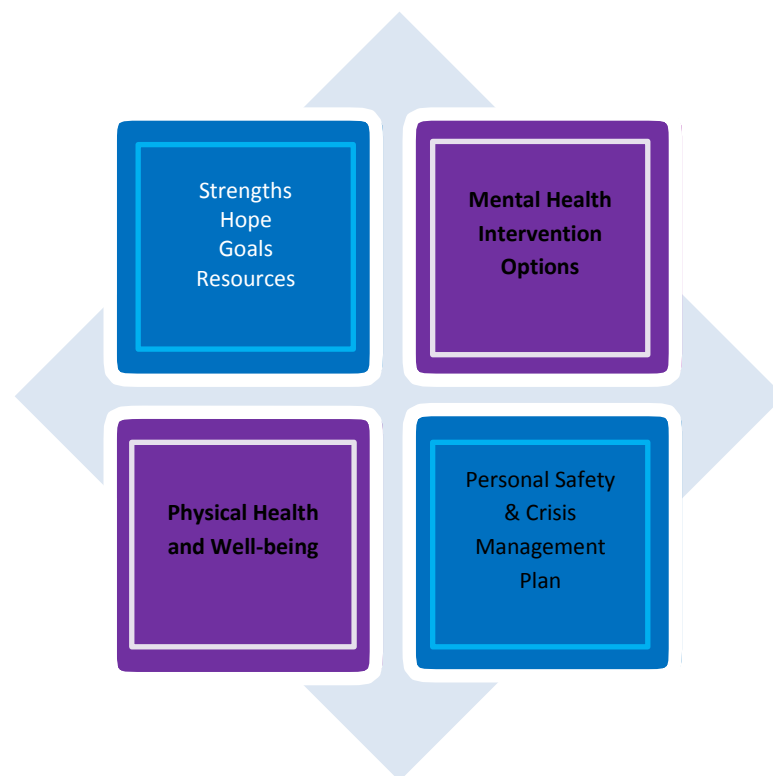 Strengths
Hope
Goals
Resources
Mental Health
Intervention
Options
Physical Health
and Well-being
Personal Safety
& Crisis
Management
Plan